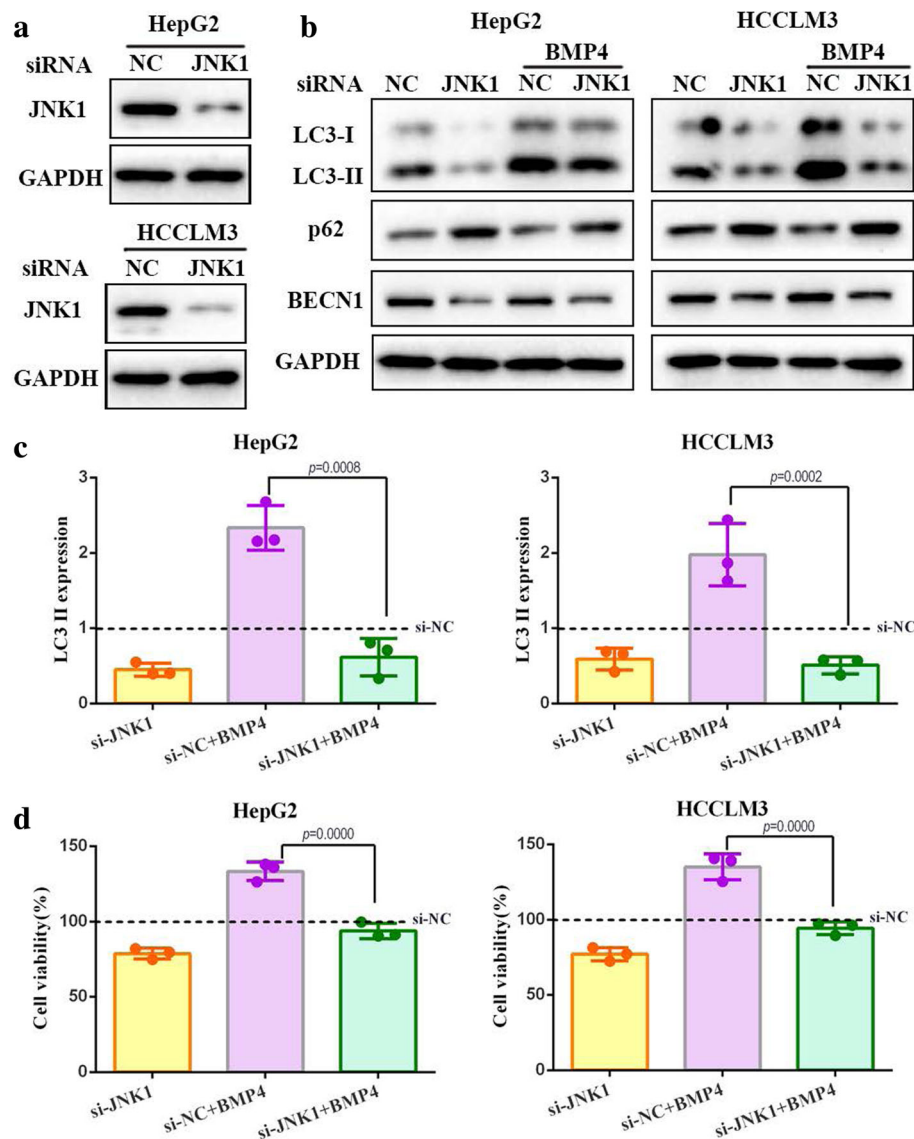 a
HepG2
siRNA NC JNK1
JNK1
GAPDH
HCCLM3
siRNA NC JNK1
JNK1
GAPDH
b
HepG2 HCCLM3
BMP4 BMP4
siRNA NC JNK1 NC JNK1 NC JNK1 NC JNK1
LC3-I
LC3-II
p62
BECN1
GAPDH
c
HepG2
p=0.0008
LC3 II expression
3
2
1
0
si-NC
si-JNK1
si-NC+BMP4
si-JNK1+BMP4
HCCLM3
p=0.0002
LC3 II expression
3
2
1
0
si-NC
si-JNK1
si-NC+BMP4
si-JNK1+BMP4
d
HepG2
p=0.0000
Cell viability(%)
150
100
50
0
si-NC
si-JNK1
si-NC+BMP4
si-JNK1+BMP4
HCCLM3
p=0.0000
Cell viability(%)
150
100
50
0
si-NC
si-JNK1
si-NC+BMP4
si-JNK1+BMP4